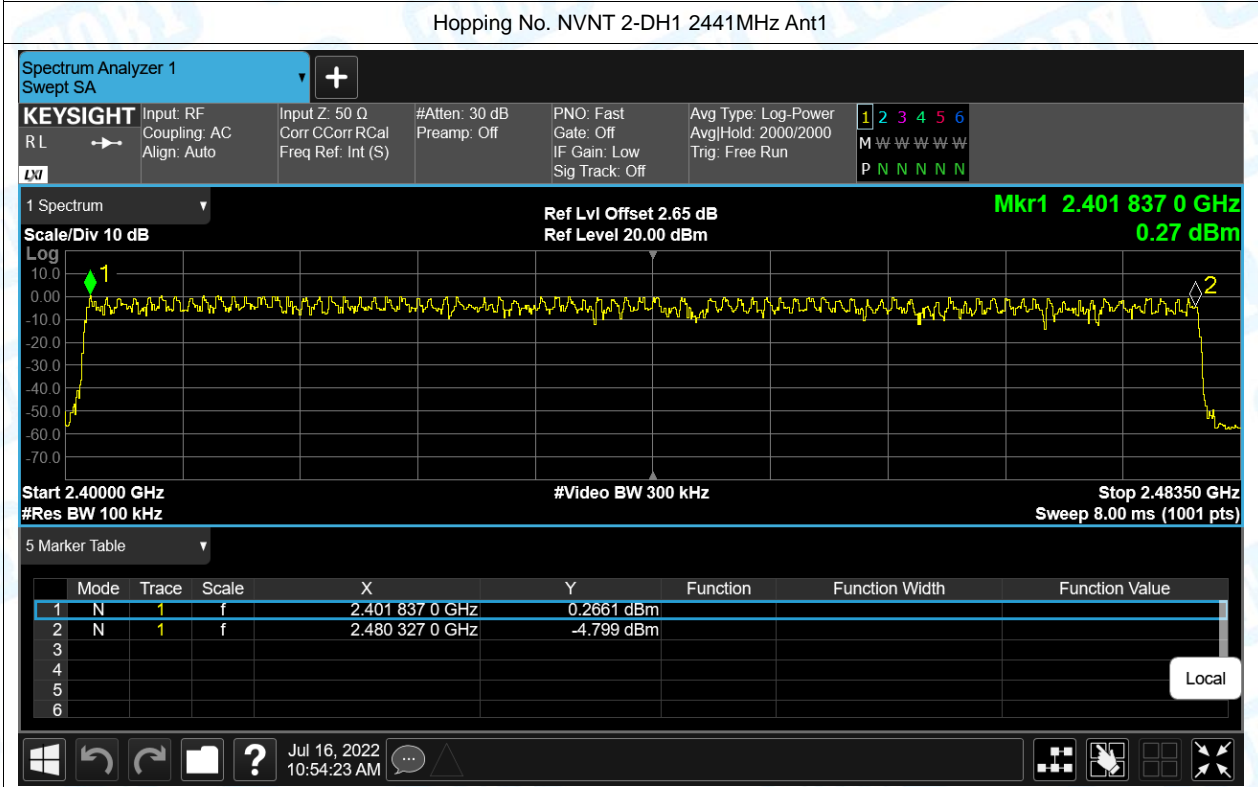 Hopping No. NVNT 2-DH1 2441MHz Ant1
Spectrum Analyzer 1
Swept SA
KEYSIGHT
RL
LXI
Input: RF
Coupling: AC
Align: Auto
Input Z: 50 Ω
Corr CCorr RCal
Freq Ref: Int (S)
#Atten: 30 dB
Preamp: Off
PNO: Fast
Gate: Off
IF Gain: Low
Sig Track: Off
Avg Type: Log-Power
Avg|Hold: 2000/2000
Trig: Free Run
1 2 3 4 5 6
M W W W W W
P N N N N N
1 Spectrum
Scale/Div 10 dB
Ref Lvl Offset 2.65 dB
Ref Level 20.00 dBm
Mkr1 2.401 837 0 GHz
0.27 dBm
Log
10.0
0.00
-10.0
-20.0
-30.0
-40.0
-50.0
-60.0
-70.0
1
2
Start 2.40000 GHz
#Res BW 100 kHz
#Video BW 300 kHz
Stop 2.48350 GHz
Sweep 8.00 ms (1001 pts)
5 Marker Table
Mode Trace Scale X Y Function Function Width Function Value
1 N 1 f 2.401 837 0 GHz 0.2661 dBm
2 N 1 f 2.480 327 0 GHz -4.799 dBm
3
4
5
6
Local
Jul 16, 2022
10:54:23 AM